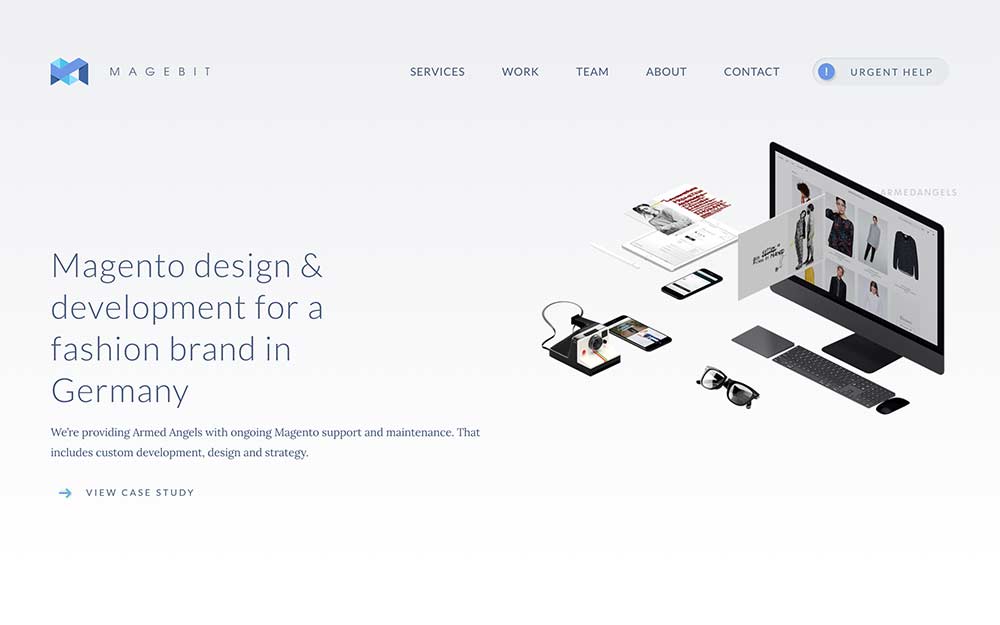 MAGEBIT
SERVICES
WORK
TEAM
ABOUT
CONTACT
! URGENT HELP
ARMEDANGELS
Magento design &
development for a
fashion brand in
Germany
We're providing Armed Angels with ongoing Magento support and maintenance. That
includes custom development, design and strategy.
VIEW CASE STUDY